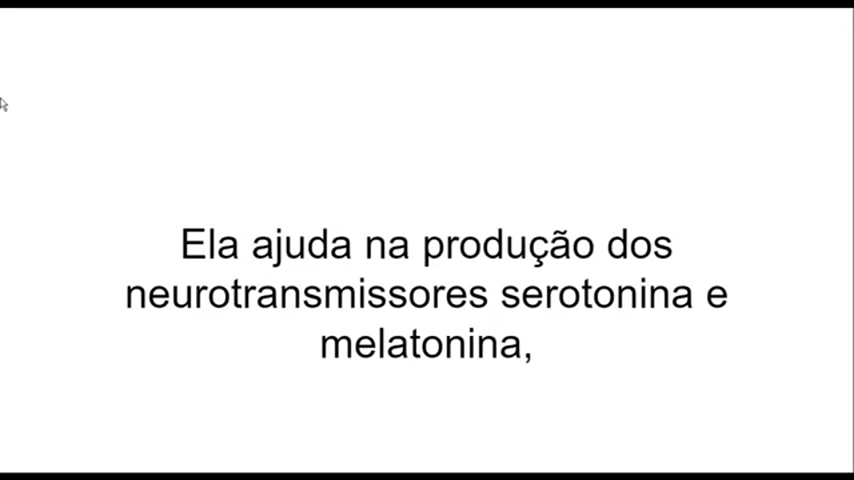 Ela ajuda na produção dos
neurotransmissores serotonina e
melatonina,